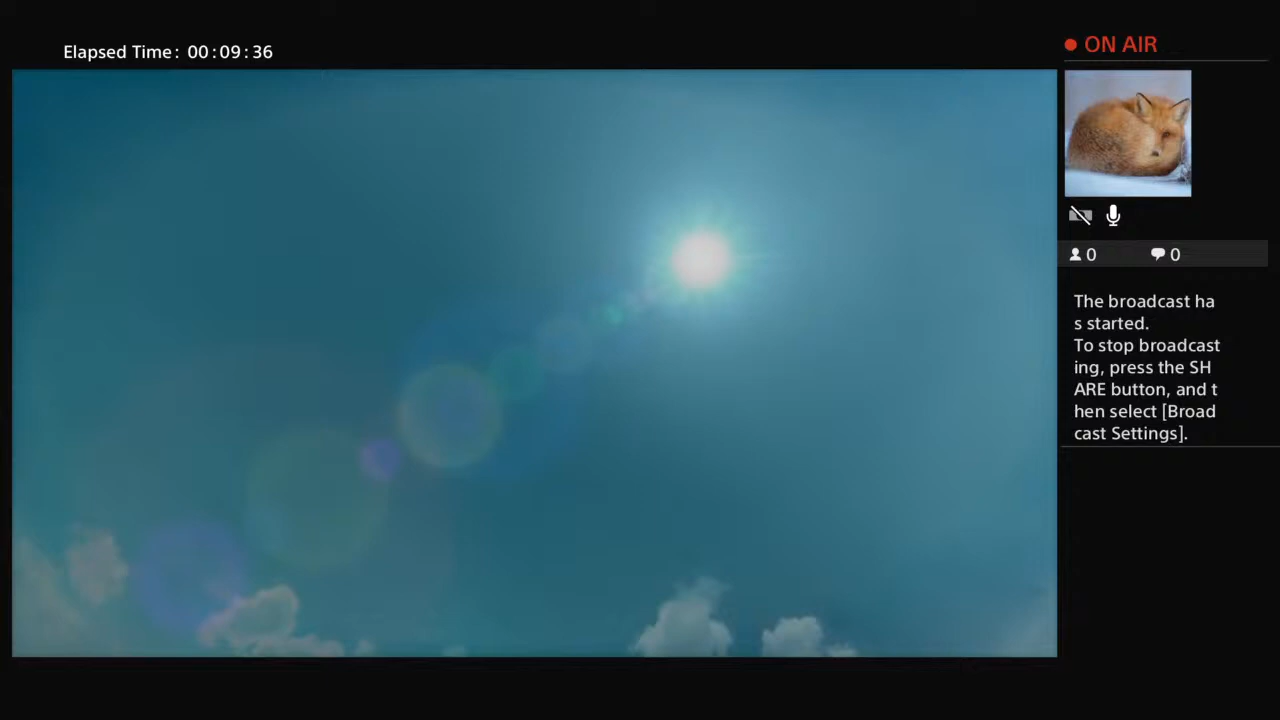 Elapsed Time: 00:09:36
ON AIR
0 0
The broadcast ha
s started.
To stop broadcast
ing, press the SH
ARE button, and t
hen select [Broad
cast Settings].